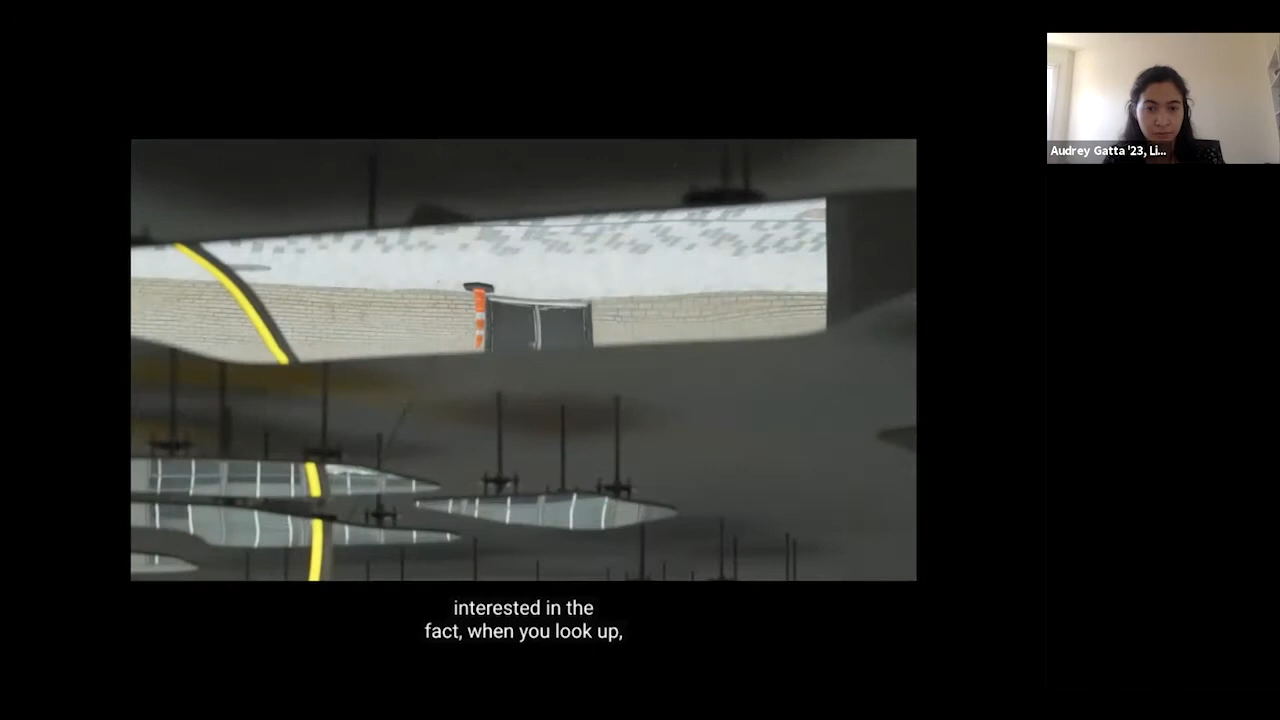 Audrey Gatta '23, Li...
interested in the
fact, when you look up,